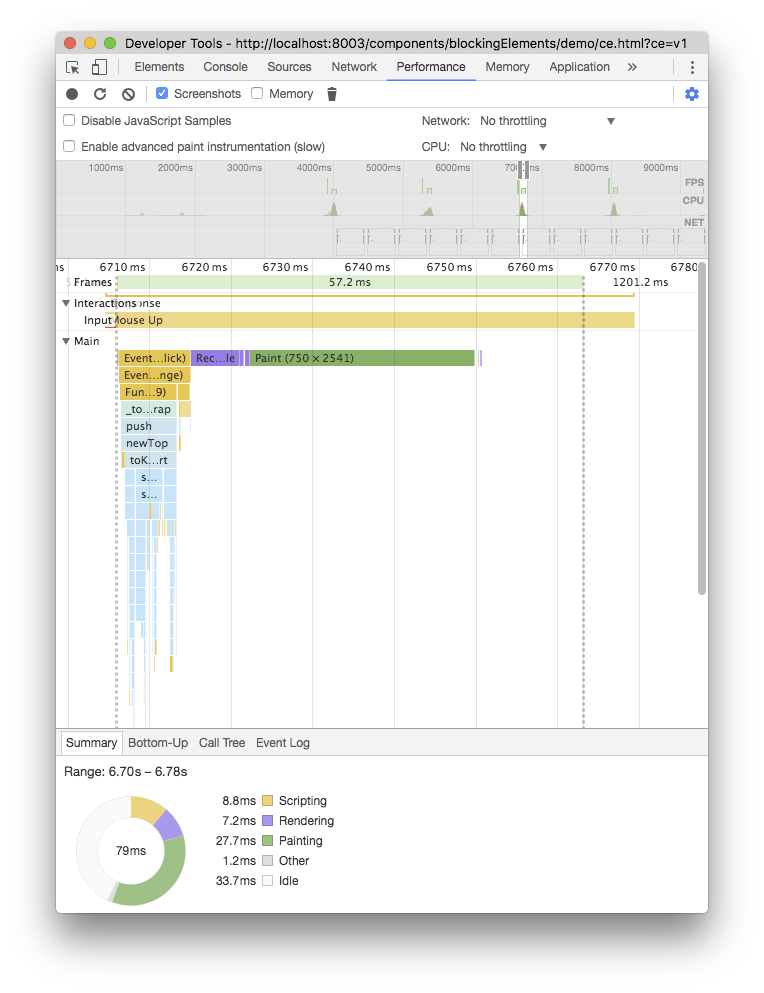 Developer Tools - http://localhost:8003/components/blockingElements/demo/ce.html?ce=v1
Elements Console Sources Network Performance Memory Application »
Screenshots Memory
Disable JavaScript Samples Network: No throttling
Enable advanced paint instrumentation (slow) CPU: No throttling
1000ms 2000ms 3000ms 4000ms 5000ms 6000ms 8000ms 9000ms
FPS
CPU
NET
ms 6710 ms 6720 ms 6730 ms 6740 ms 6750 ms 6760 ms 6770 ms 6780
Frames 57.2 ms 1201.2 ms
Interactions onse
Input Mouse Up
Main
Event…lick) Rec…le Paint (750 × 2541)
Even…nge)
Fun…9)
_to…rap
push
newTop
toK…rt
s…
s…
Summary Bottom-Up Call Tree Event Log
Range: 6.70s – 6.78s
8.8ms Scripting
7.2ms Rendering
27.7ms Painting
79ms
1.2ms Other
33.7ms Idle